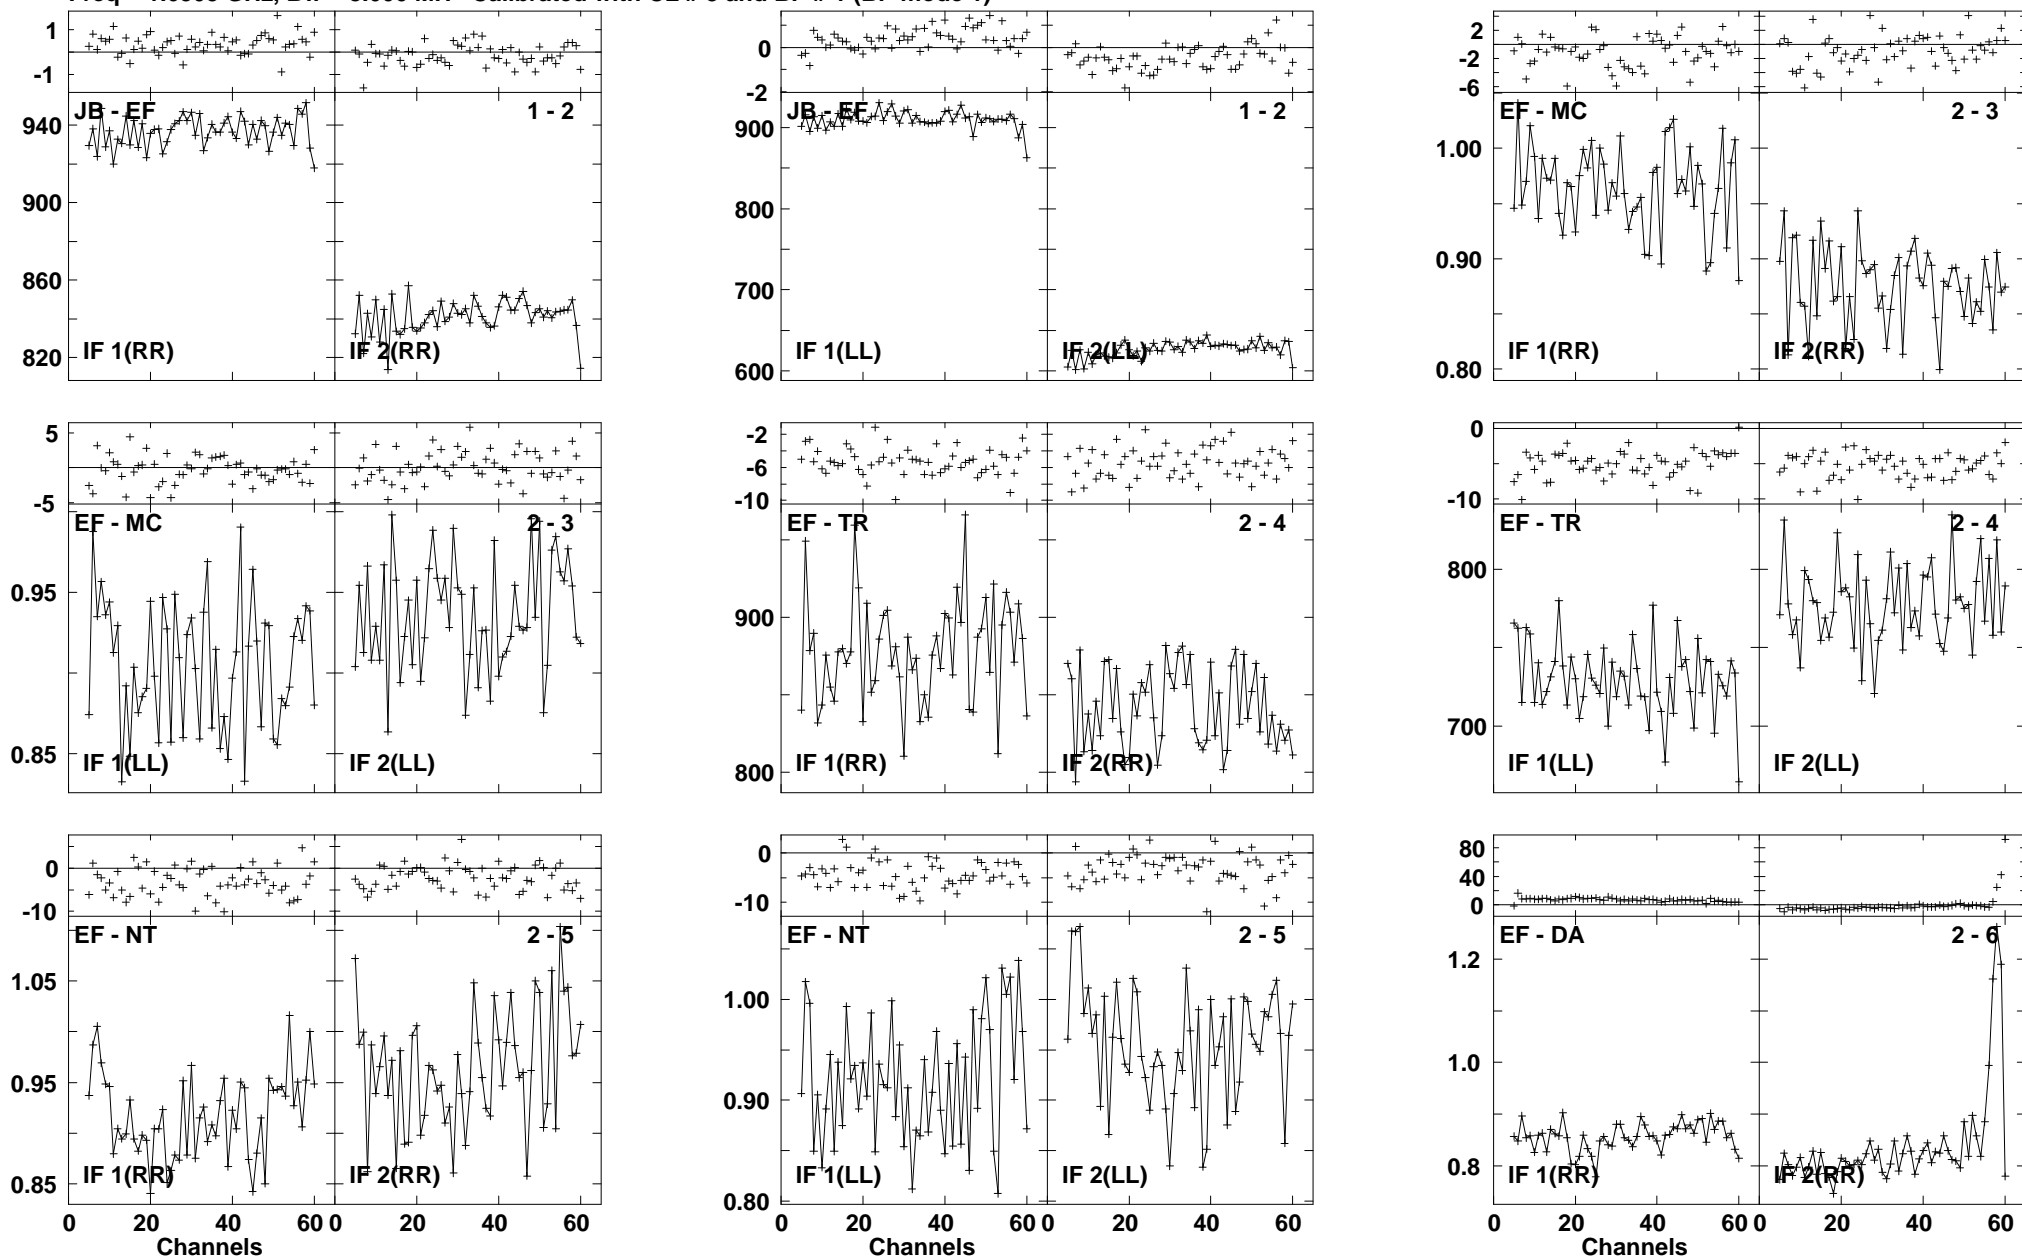 1 -1 0 -2 2 -2 -6
JB - EF 1 - 2 JB - EF 1 - 2 EF - MC 2 - 3
940 900 860 820
900 800 700 600
1.00 0.90 0.80
IF 1(RR) IF 2(RR) IF 1(LL) IF 2(LL) IF 1(RR) IF 2(RR)
5 0 -5 -2 -6 -10 0 -5 -10
EF - MC 2 - 3 EF - TR 2 - 4 EF - TR 2 - 4
0.95 0.85
900 800
800 700
IF 1(LL) IF 2(LL) IF 1(RR) IF 2(RR) IF 1(LL) IF 2(LL)
0 -10 0 -10 80 40 0
EF - NT 2 - 5 EF - NT 2 - 5 EF - DA 2 - 6
1.05 0.95 0.85
1.00 0.90 0.80
1.2 1.0 0.8
IF 1(RR) IF 2(RR) IF 1(LL) IF 2(LL) IF 1(RR) IF 2(RR)
0 20 40 60 0 20 40 60 0 20 40 60 0 20 40 60 0 20 40 60 0 20 40 60
Channels Channels Channels